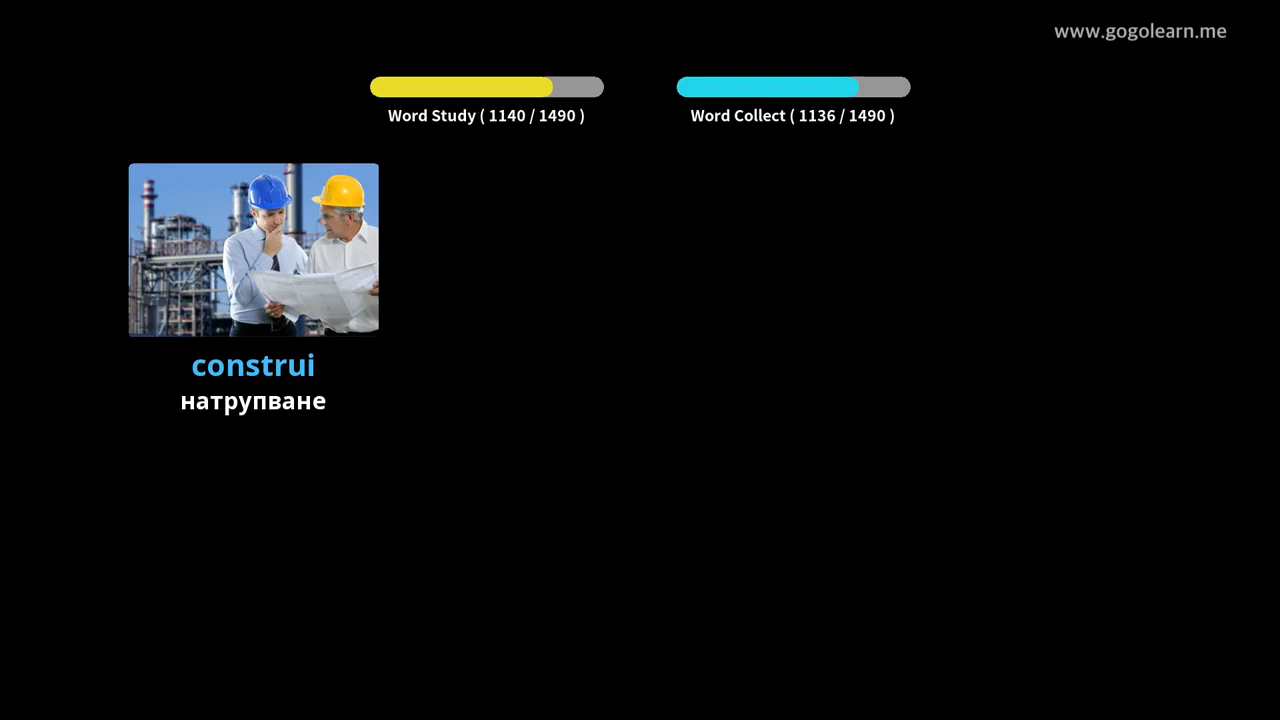 www.gogolearn.me
Word Study ( 1140 / 1490 )
Word Collect ( 1136 / 1490 )
construi
натрупване